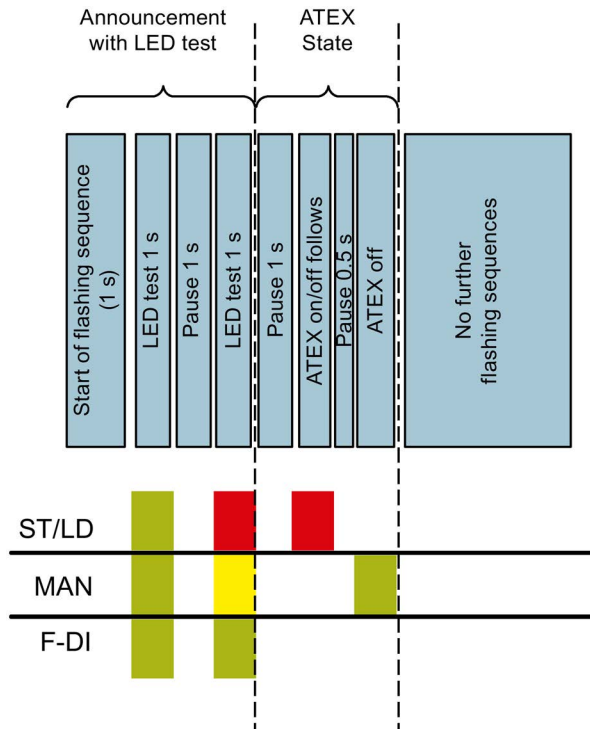 Announcement
with LED test
ATEX
State
Start of flashing sequence
(1 s)
LED test 1 s
Pause 1 s
LED test 1 s
Pause 1 s
ATEX on/off follows
Pause 0.5 s
ATEX off
No further
flashing sequences
ST/LD
MAN
F-DI